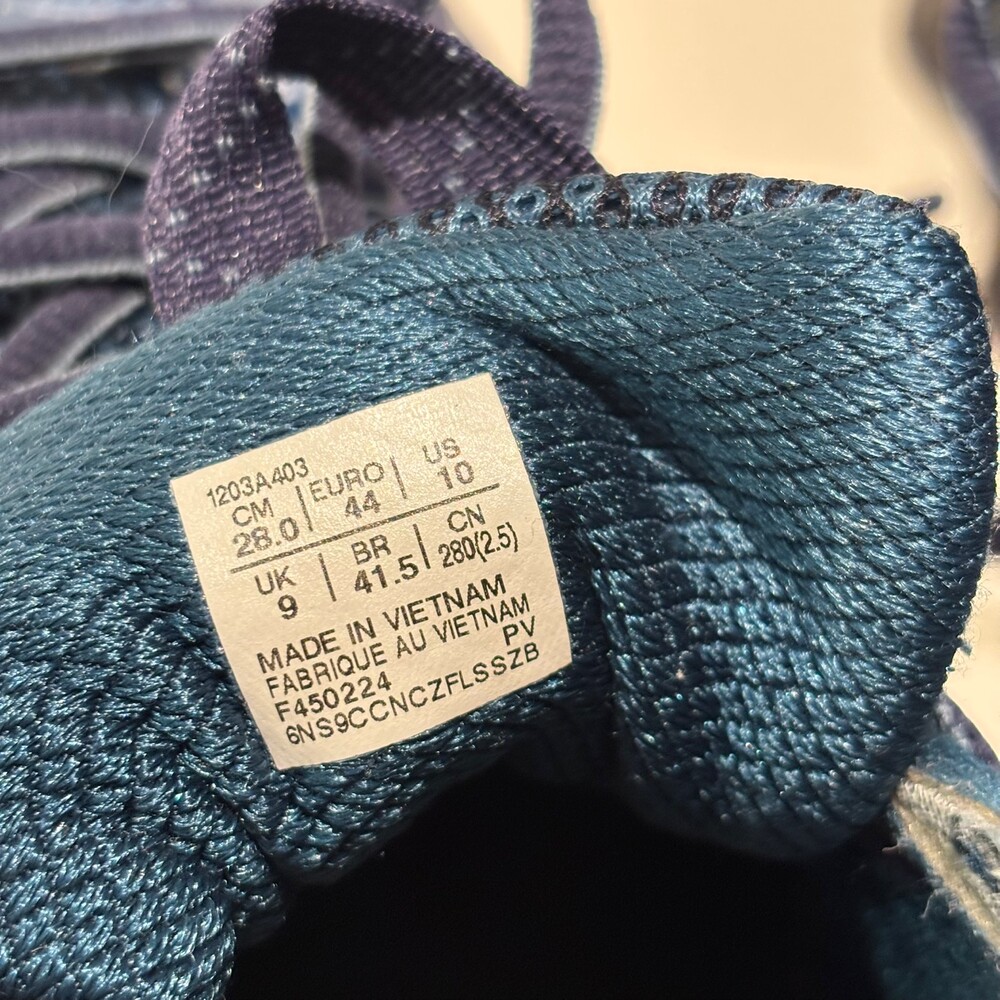 1203A403
CM | EURO | US
28.0 44 10
UK | BR | CN
9 41.5 280(2.5)
MADE IN VIETNAM
FABRIQUE AU VIETNAM
F450224 PV
6NS9CCNCZFLSSZB